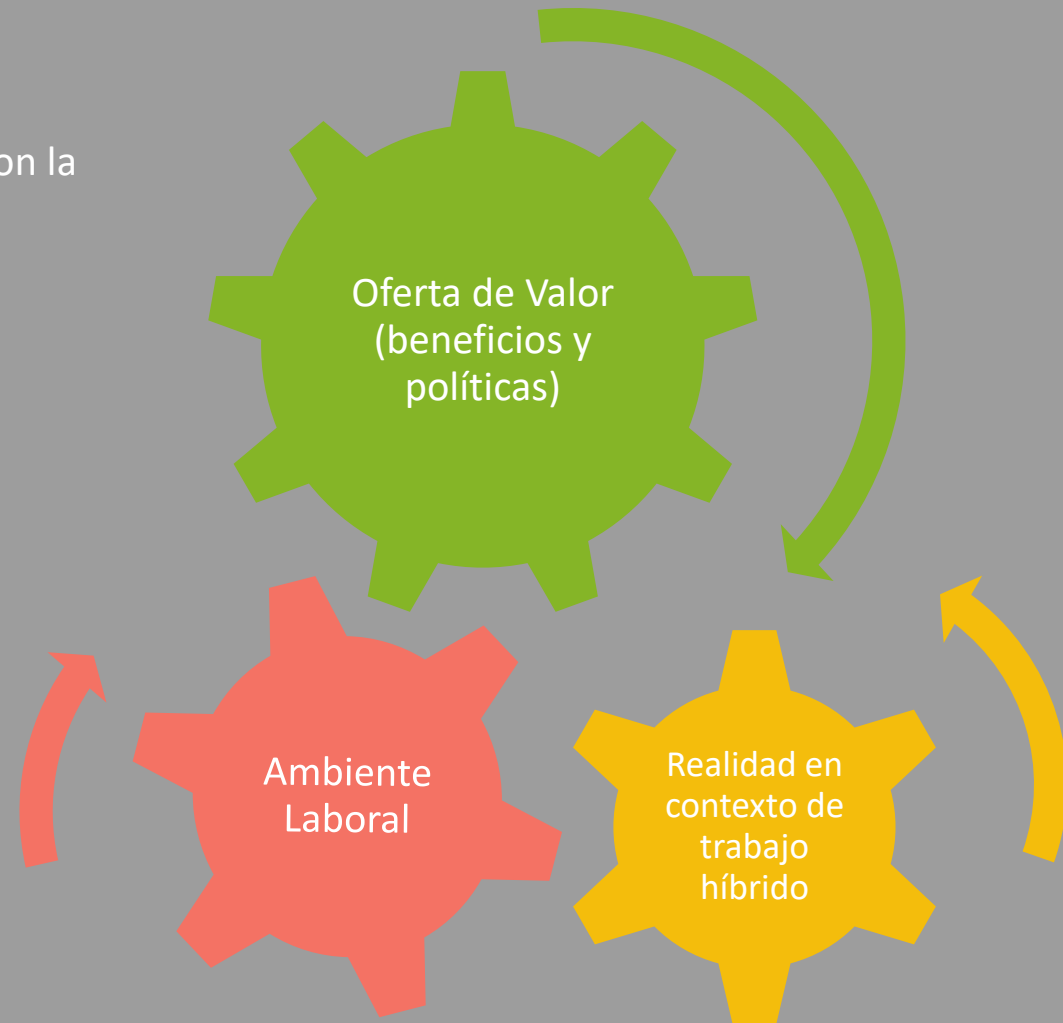 on la
Oferta de Valor
(beneficios y
políticas)
Ambiente
Laboral
Realidad en
contexto de
trabajo
híbrido